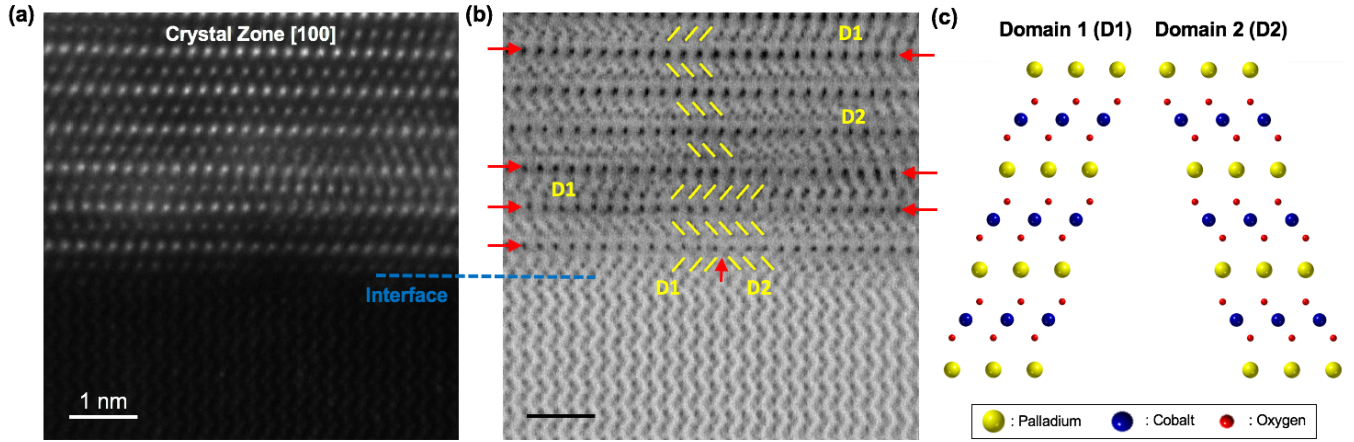 (a)
Crystal Zone [100]
Interface
1 nm
(b)
D1
D2
D1
D1
D2
(c)
Domain 1 (D1)
Domain 2 (D2)
: Palladium
: Cobalt
: Oxygen